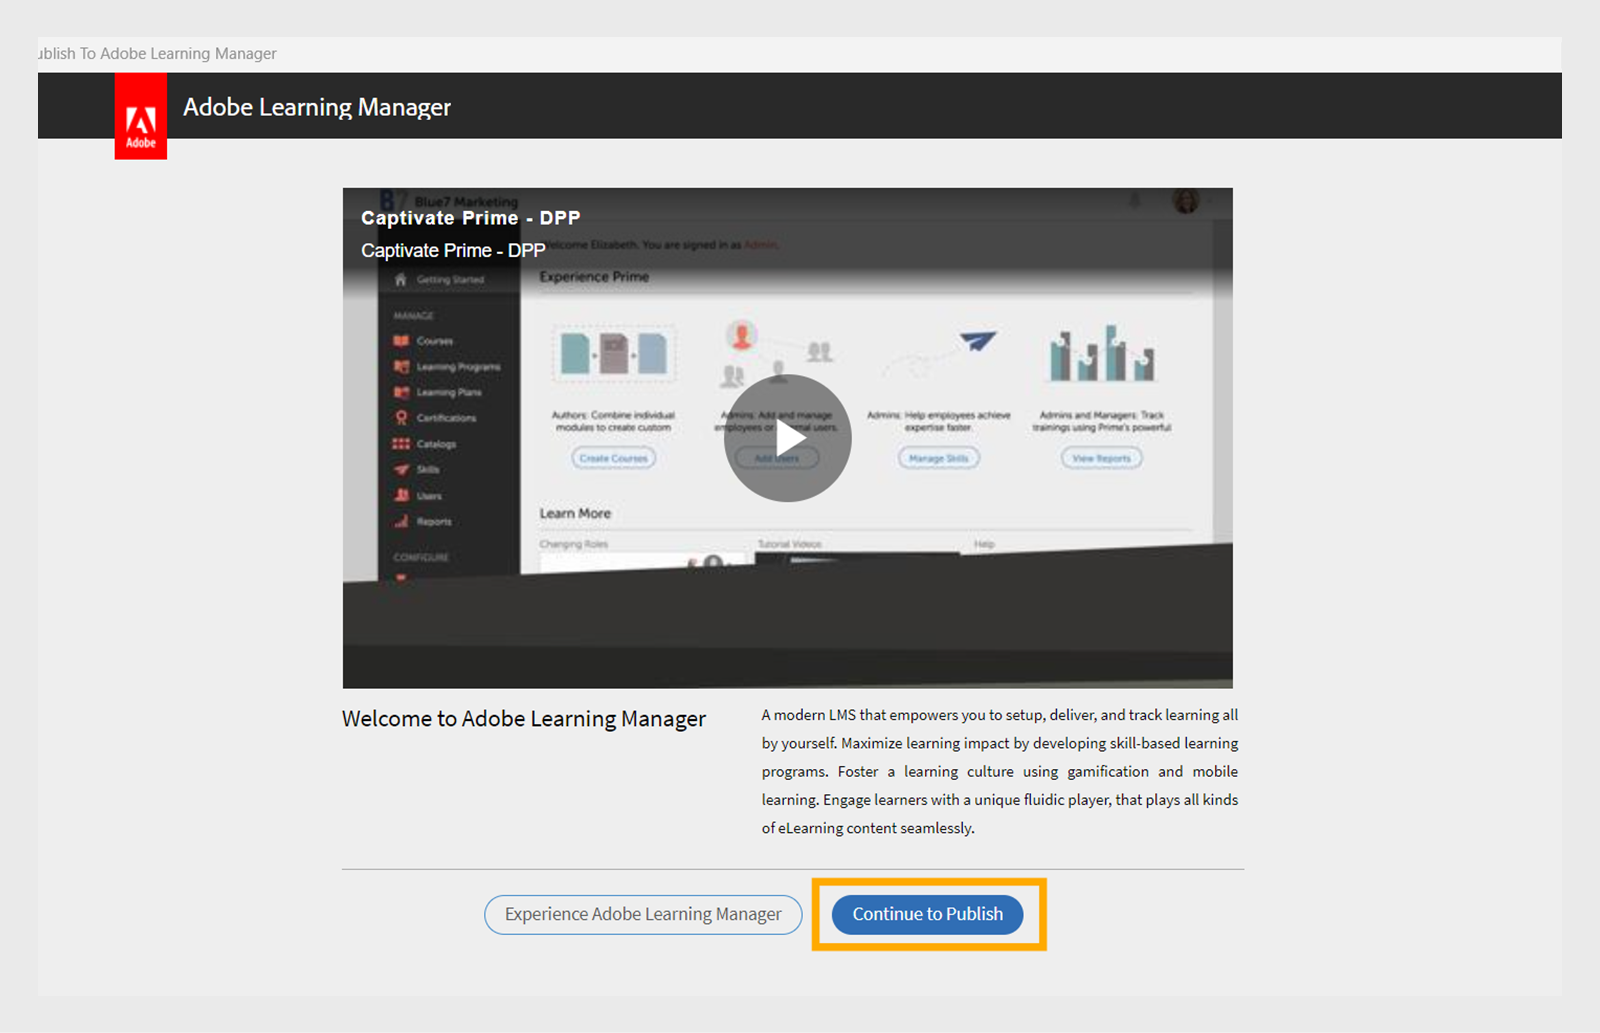 ublish To Adobe Learning Manager
Adobe
Adobe Learning Manager
B7 Blue7 Marketing
Captivate Prime - DPP
Captivate Prime - DPP
Welcome Elizabeth. You are signed in as Admin.
Getting Started
Experience Prime
MANAGE
Courses
Learning Programs
Learning Plans
Certifications
Catalogs
Skills
Users
Reports
CONFIGURE
Authors: Combine individual
modules to create custom
Create Courses
Admins: Add and manage
employees or users.
Add Users
Admins: Help employees achieve
expertise faster.
Manage Skills
Admins and Managers: Track
trainings using Prime's powerful
View Reports
Learn More
Changing Roles
Tutorial Videos
Help
Welcome to Adobe Learning Manager
A modern LMS that empowers you to setup, deliver, and track learning all
by yourself. Maximize learning impact by developing skill-based learning
programs. Foster a learning culture using gamification and mobile
learning. Engage learners with a unique fluidic player, that plays all kinds
of eLearning content seamlessly.
Experience Adobe Learning Manager
Continue to Publish